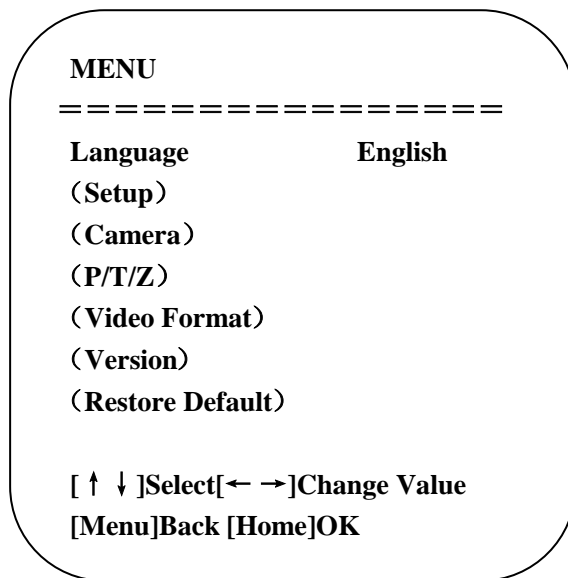 MENU
================
Language English
（Setup）
（Camera）
（P/T/Z）
（Video Format）
（Version）
（Restore Default）
[↑ ↓]Select[← →]Change Value
[Menu]Back [Home]OK